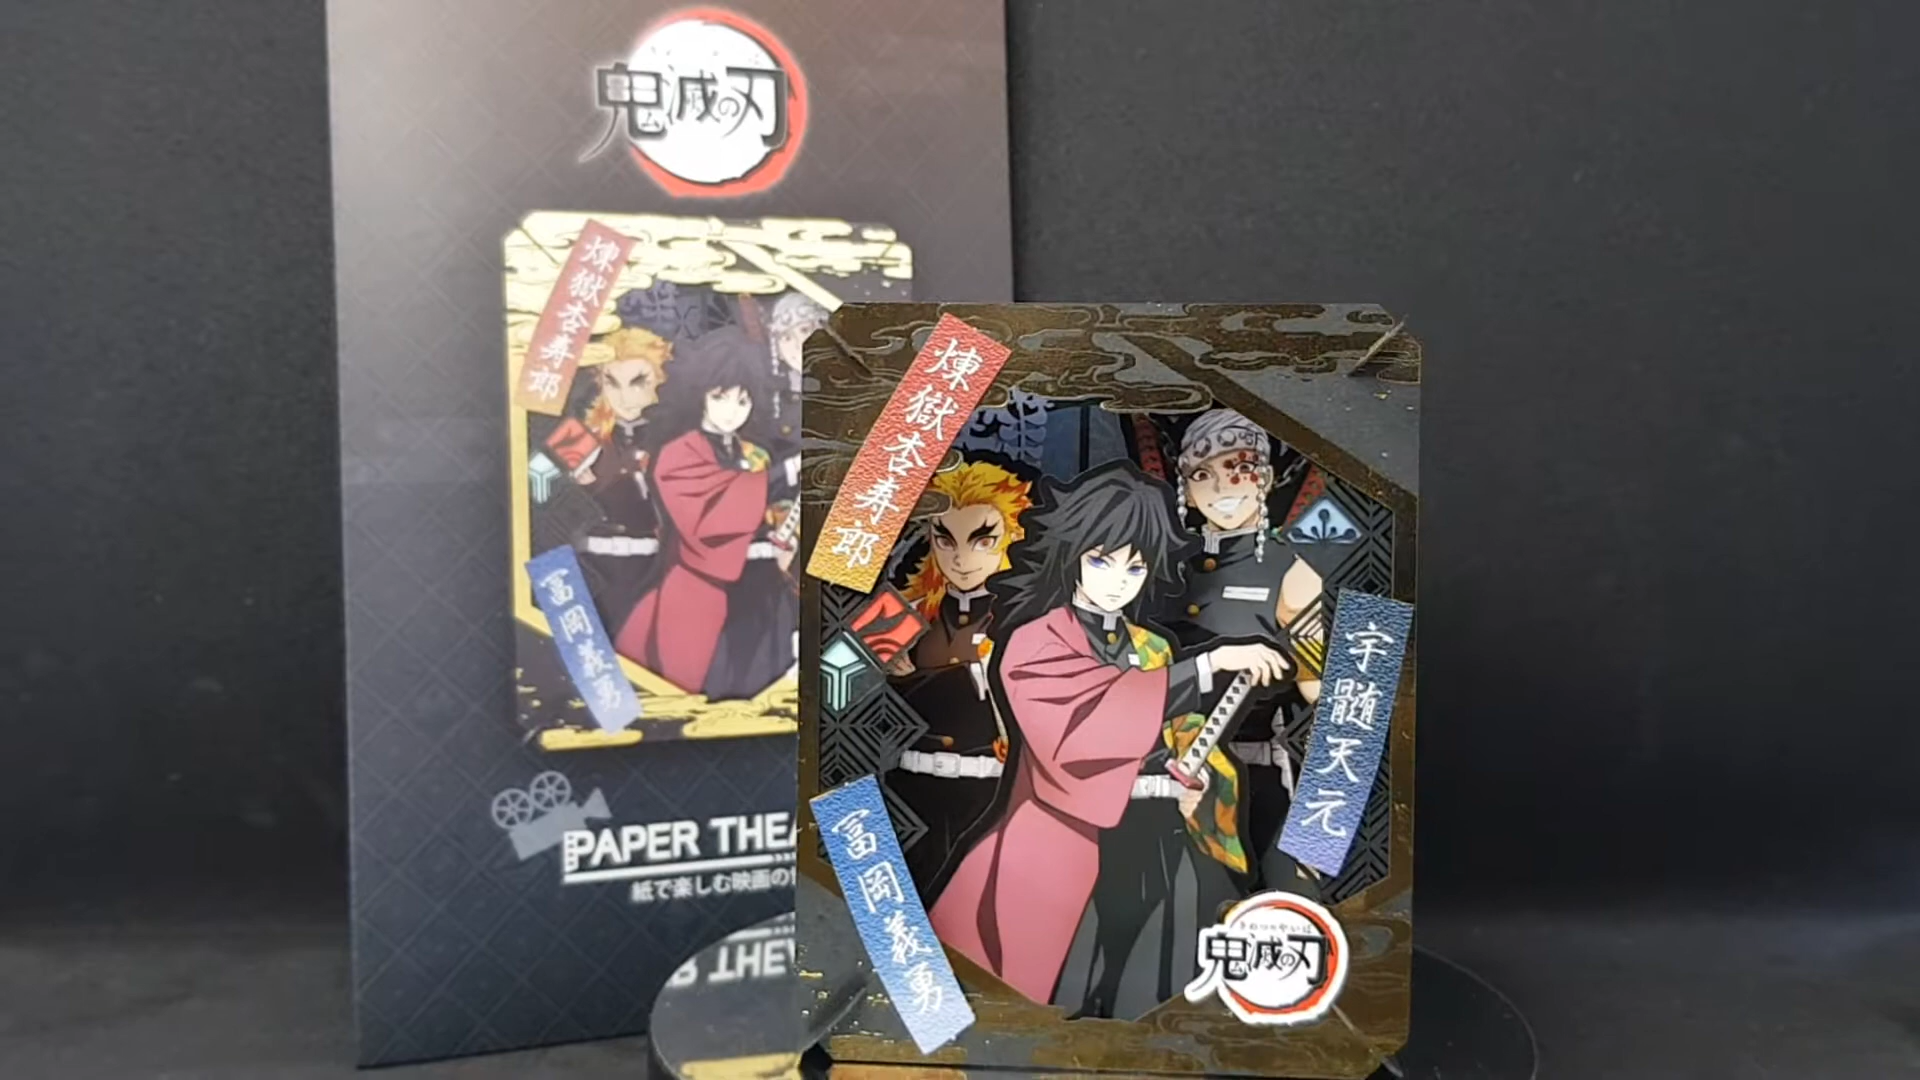 鬼滅の刃
煉獄杏寿郎
冨岡義勇
PAPER THEA
紙で楽しむ映画の
煉獄杏寿郎
宇髄天元
冨岡義勇
きめつのやいば
鬼滅の刃